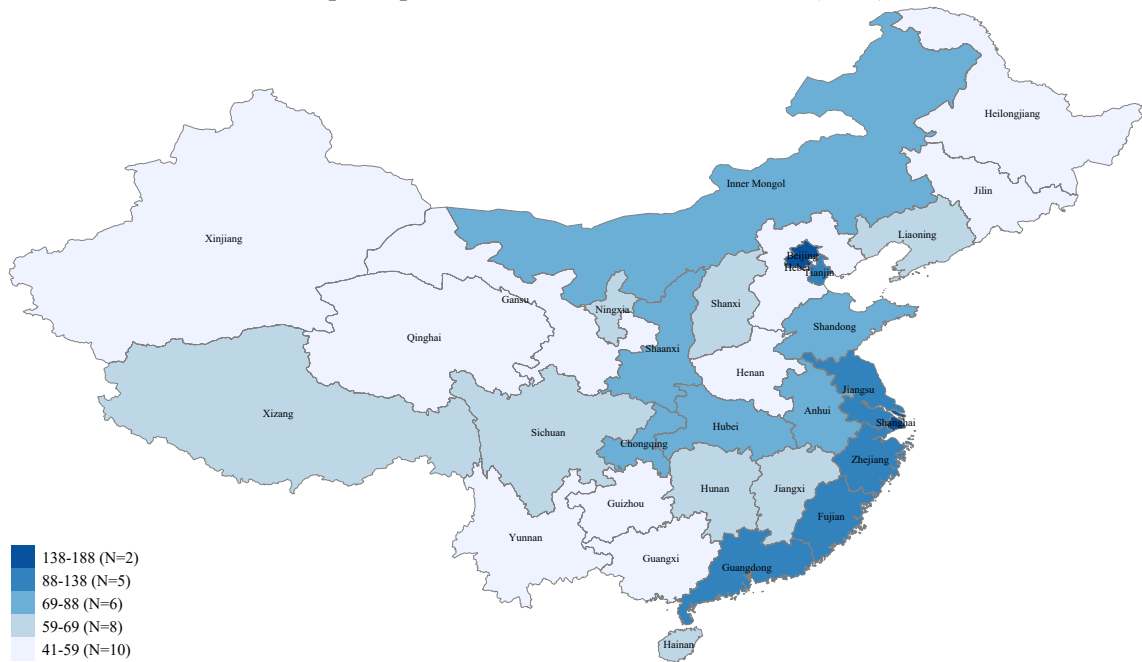 Heilongjiang
Inner Mongol
Jilin
Xinjiang
Liaoning
Beijing
Hebei
Tianjin
Gansu
Ningxia
Shanxi
Shandong
Qinghai
Shaanxi
Henan
Jiangsu
Xizang
Anhui
Shanghai
Sichuan
Hubei
Chongqing
Zhejiang
Hunan
Jiangxi
Guizhou
Fujian
Yunnan
Guangxi
Guangdong
Hainan
138-188 (N=2)
88-138 (N=5)
69-88 (N=6)
59-69 (N=8)
41-59 (N=10)